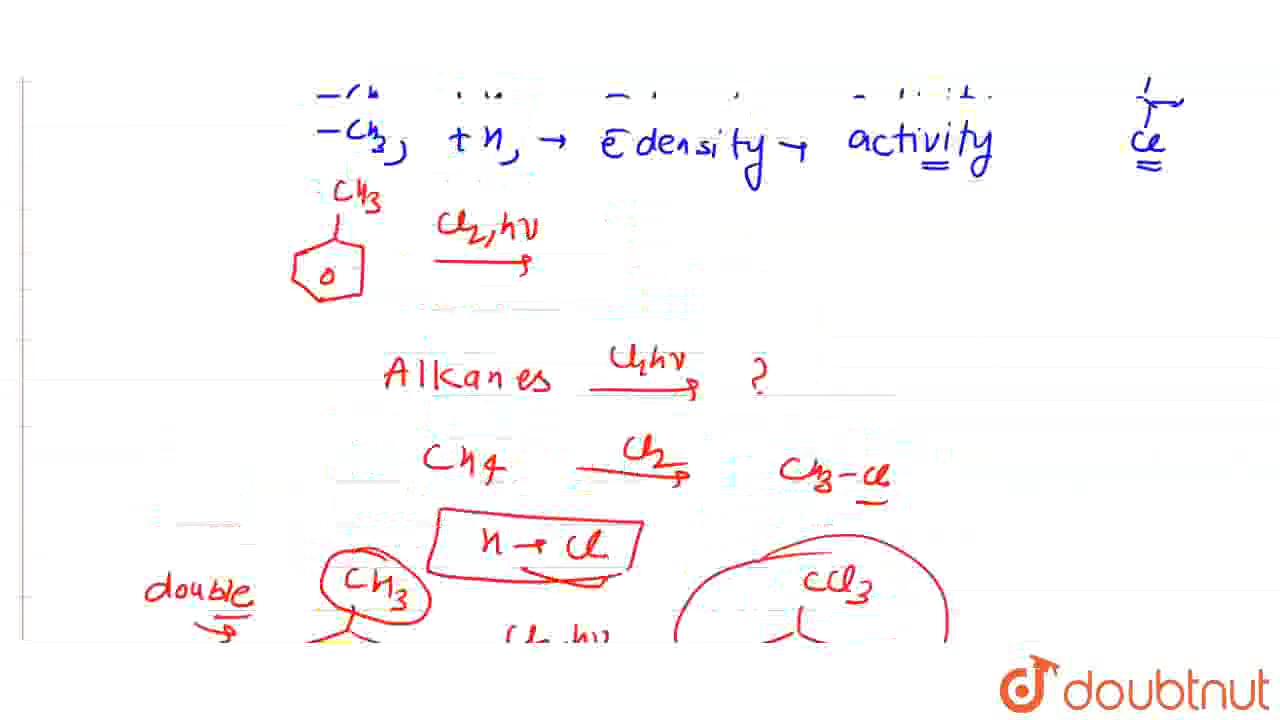 -CH3, +H, → e̅ density → activity Cl
CH3
Cl2, hν →
Alkanes Cl2 hν → ?
CH4 Cl2 → CH3-Cl
H → Cl
double → CH3 CCl3
doubtnut